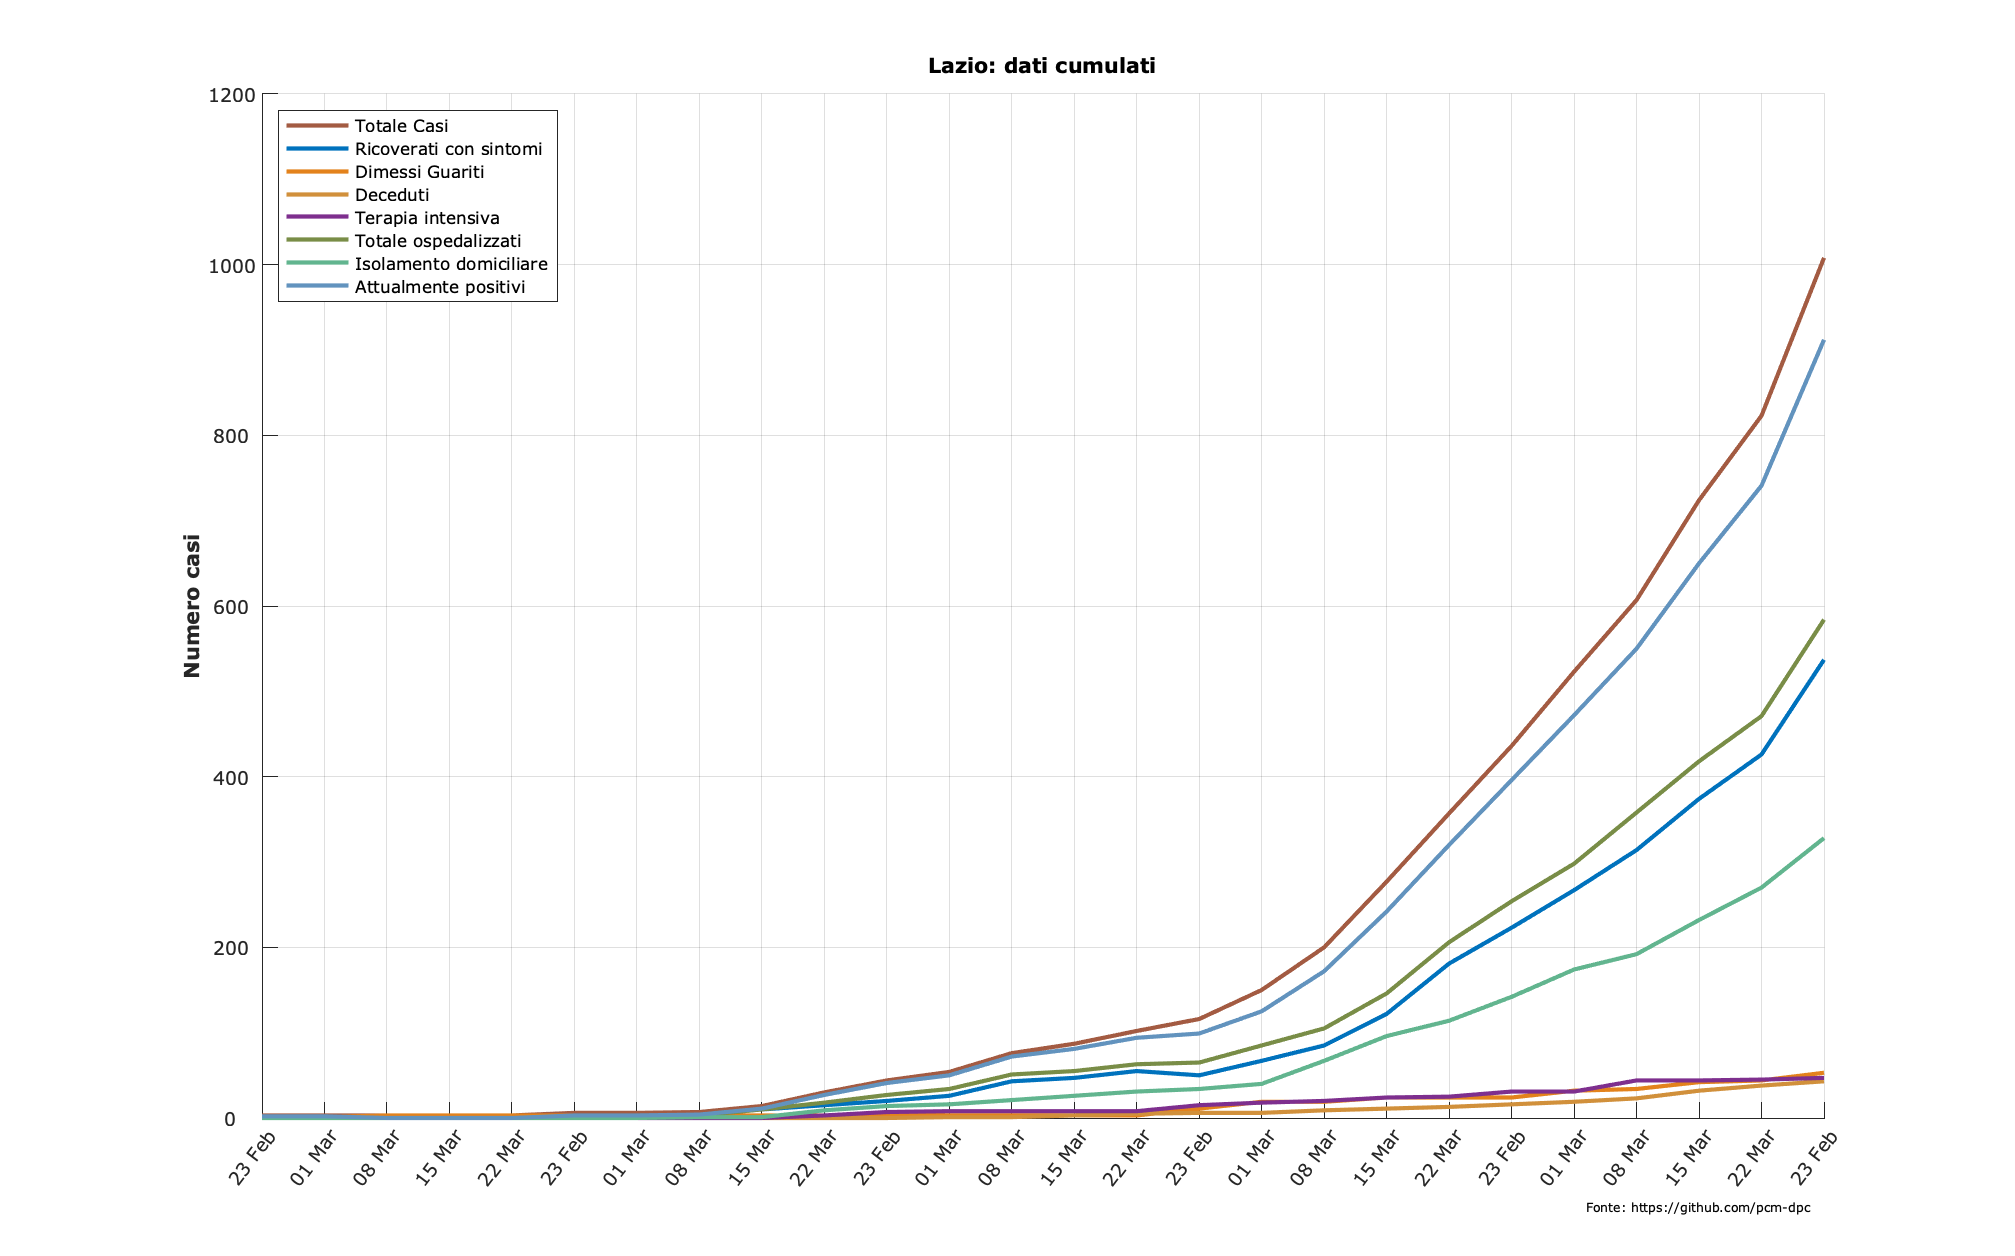 Lazio: dati cumulati
1200
1000
800
600
400
200
0
Numero casi
Totale Casi
Ricoverati con sintomi
Dimessi Guariti
Deceduti
Terapia intensiva
Totale ospedalizzati
Isolamento domiciliare
Attualmente positivi
23 Feb
01 Mar
08 Mar
15 Mar
22 Mar
23 Feb
01 Mar
08 Mar
15 Mar
22 Mar
23 Feb
01 Mar
08 Mar
15 Mar
22 Mar
23 Feb
01 Mar
08 Mar
15 Mar
22 Mar
23 Feb
01 Mar
08 Mar
15 Mar
22 Mar
23 Feb
Fonte: https://github.com/pcm-dpc